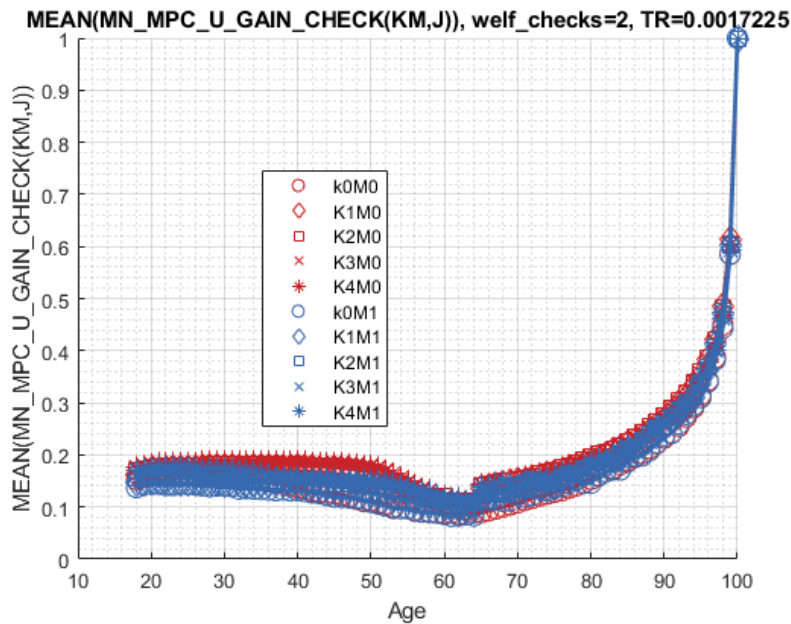 MEAN(MN_MPC_U_GAIN_CHECK(KM,J)), welf_checks=2, TR=0.0017225
MEAN(MN_MPC_U_GAIN_CHECK(KM,J))
1
0.9
0.8
0.7
0.6
0.5
0.4
0.3
0.2
0.1
0
k0M0
K1M0
K2M0
K3M0
K4M0
k0M1
K1M1
K2M1
K3M1
K4M1
10 20 30 40 50 60 70 80 90 100
Age